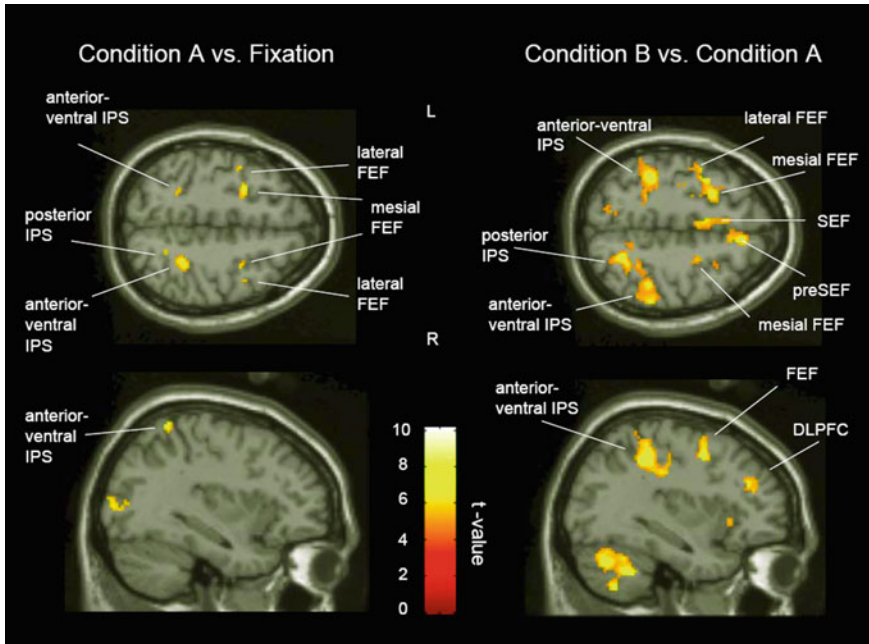 Condition A vs. Fixation
Condition B vs. Condition A
anterior-
ventral IPS
L
lateral
FEF
posterior
IPS
mesial
FEF
anterior-
ventral IPS
lateral
FEF
R
anterior-ventral
IPS
lateral FEF
mesial FEF
SEF
posterior
IPS
preSEF
anterior-
ventral IPS
mesial FEF
anterior-
ventral
IPS
10
8
6
4
2
0
t -value
anterior-
ventral IPS
FEF
DLPFC